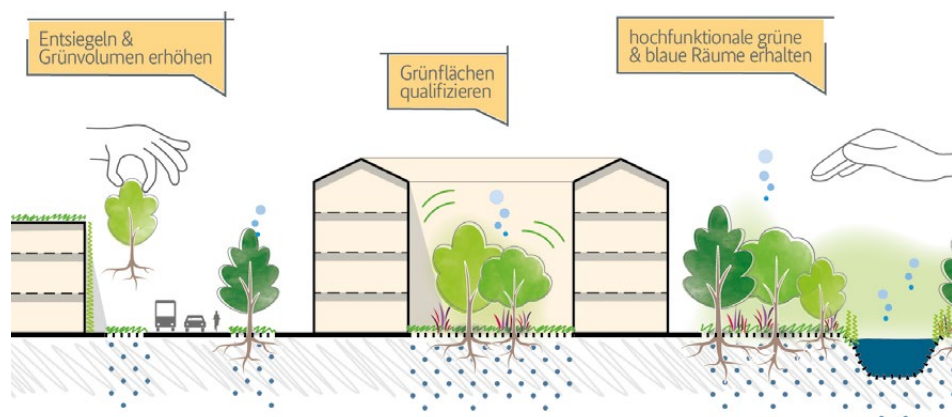 Entsiegeln &
Grünvolumen erhöhen
Grünflächen
qualifizieren
hochfunktionale grüne
& blaue Räume erhalten